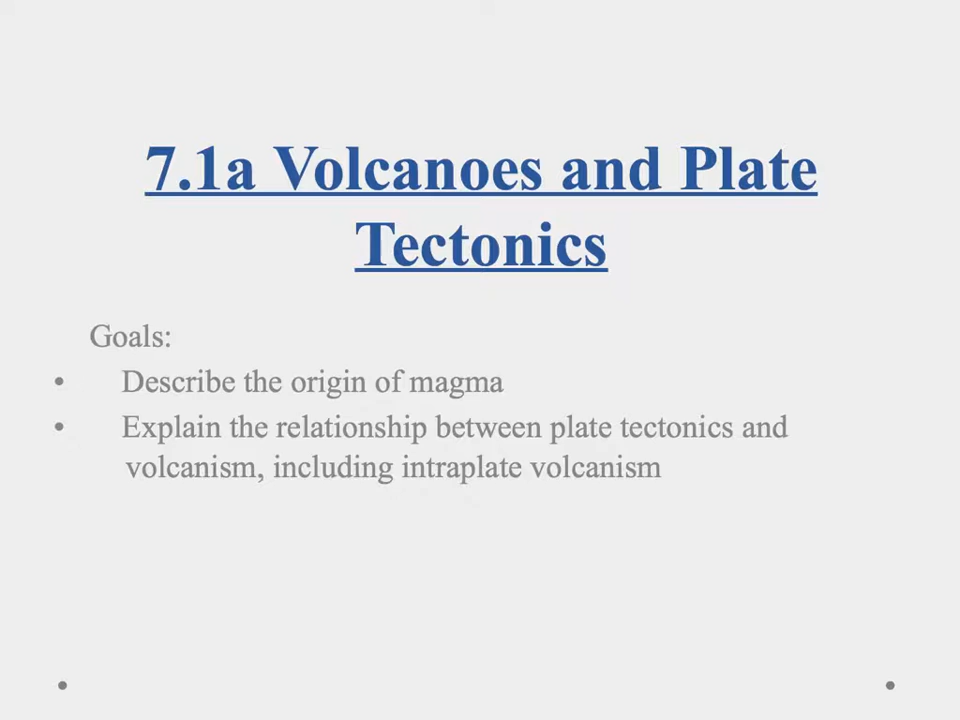 7.1a Volcanoes and Plate
Tectonics
Goals:
• Describe the origin of magma
• Explain the relationship between plate tectonics and
volcanism, including intraplate volcanism